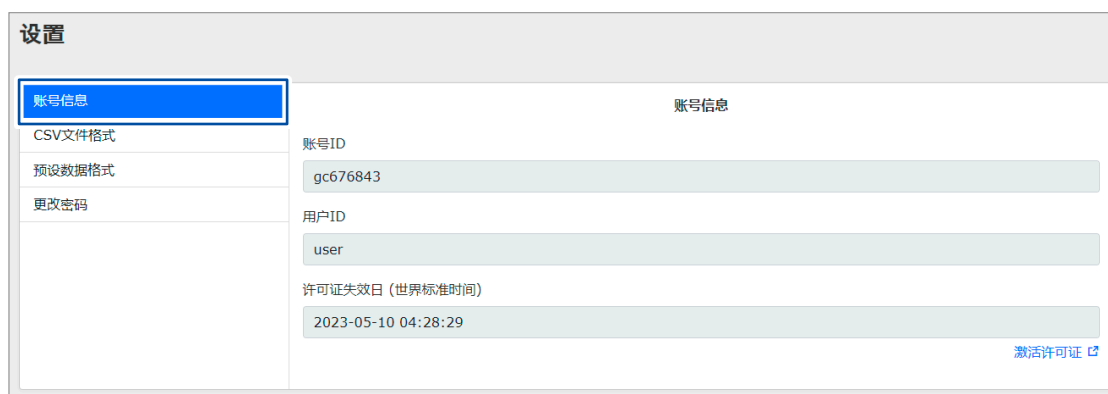 设置
账号信息
CSV文件格式
预设数据格式
更改密码
账号信息
账号ID
gc676843
用户ID
user
许可证失效日 (世界标准时间)
2023-05-10 04:28:29
激活许可证